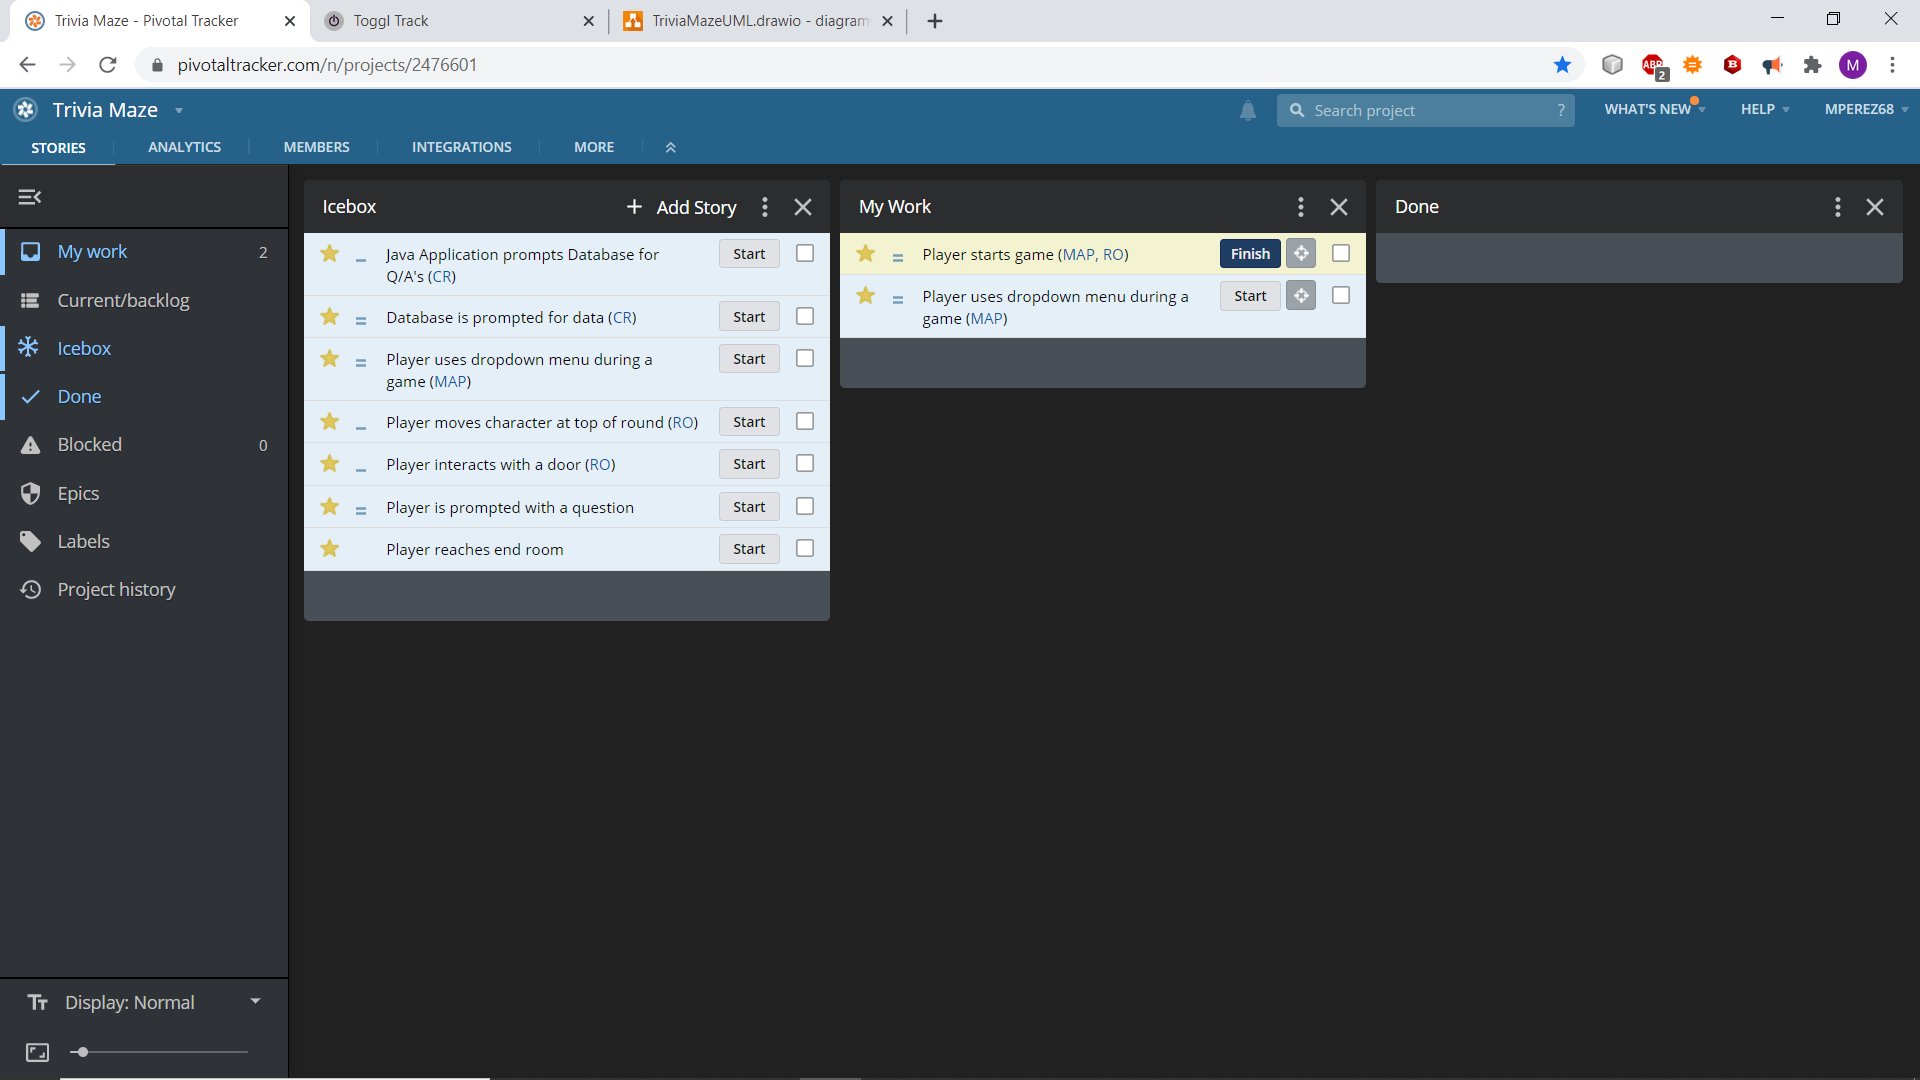 Trivia Maze - Pivotal Tracker
Toggl Track
TriviaMazeUML.drawio - diagram
pivotaltracker.com/n/projects/2476601
ABP
2
B
M
Trivia Maze
Search project
?
WHAT'S NEW
HELP
MPEREZ68
STORIES
ANALYTICS
MEMBERS
INTEGRATIONS
MORE
My work
2
Current/backlog
Icebox
Done
Blocked
0
Epics
Labels
Project history
Display: Normal
Icebox
+ Add Story
Java Application prompts Database for
Q/A's (CR)
Start
Database is prompted for data (CR)
Start
Player uses dropdown menu during a
game (MAP)
Start
Player moves character at top of round (RO)
Start
Player interacts with a door (RO)
Start
Player is prompted with a question
Start
Player reaches end room
Start
My Work
Player starts game (MAP, RO)
Finish
Player uses dropdown menu during a
game (MAP)
Start
Done